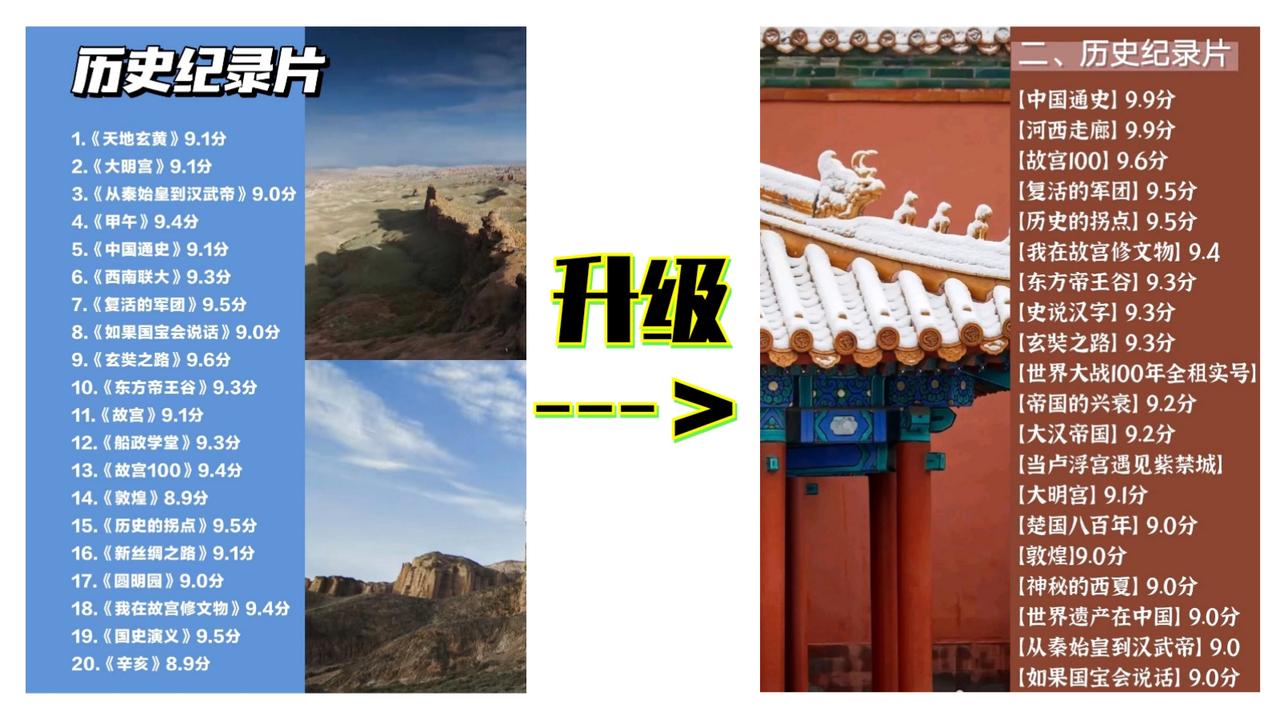 历史纪录片
1.《天地玄黄》9.1分
2.《大明宫》9.1分
3.《从秦始皇到汉武帝》9.0分
4.《甲午》9.4分
5.《中国通史》9.1分
6.《西南联大》9.3分
7.《复活的军团》9.5分
8.《如果国宝会说话》9.0分
9.《玄奘之路》9.6分
10.《东方帝王谷》9.3分
11.《故宫》9.1分
12.《船政学堂》9.3分
13.《故宫100》9.4分
14.《敦煌》8.9分
15.《历史的拐点》9.5分
16.《新丝绸之路》9.1分
17.《圆明园》9.0分
18.《我在故宫修文物》9.4分
19.《国史演义》9.5分
20.《辛亥》8.9分
升级
--->
二、历史纪录片
【中国通史】9.9分
【河西走廊】9.9分
【故宫100】9.6分
【复活的军团】9.5分
【历史的拐点】9.5分
【我在故宫修文物】9.4
【东方帝王谷】9.3分
【史说汉字】9.3分
【玄奘之路】9.3分
【世界大战100年全租实号】
【帝国的兴衰】9.2分
【大汉帝国】9.2分
【当卢浮宫遇见紫禁城】
【大明宫】9.1分
【楚国八百年】9.0分
【敦煌】9.0分
【神秘的西夏】9.0分
【世界遗产在中国】9.0分
【从秦始皇到汉武帝】9.0
【如果国宝会说话】9.0分